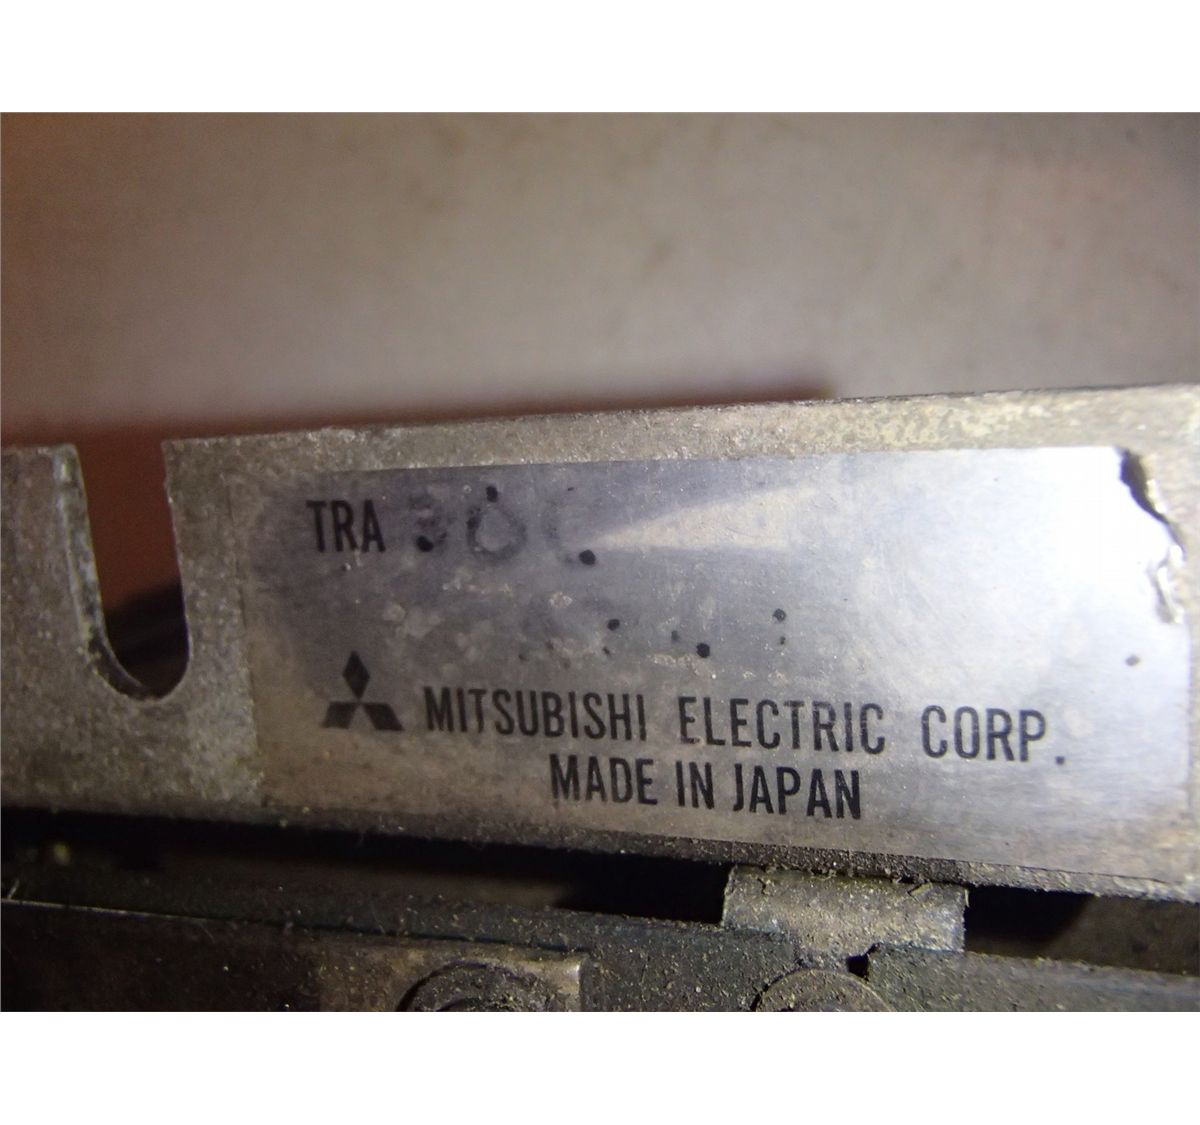 TRA
MITSUBISHI ELECTRIC CORP.
MADE IN JAPAN